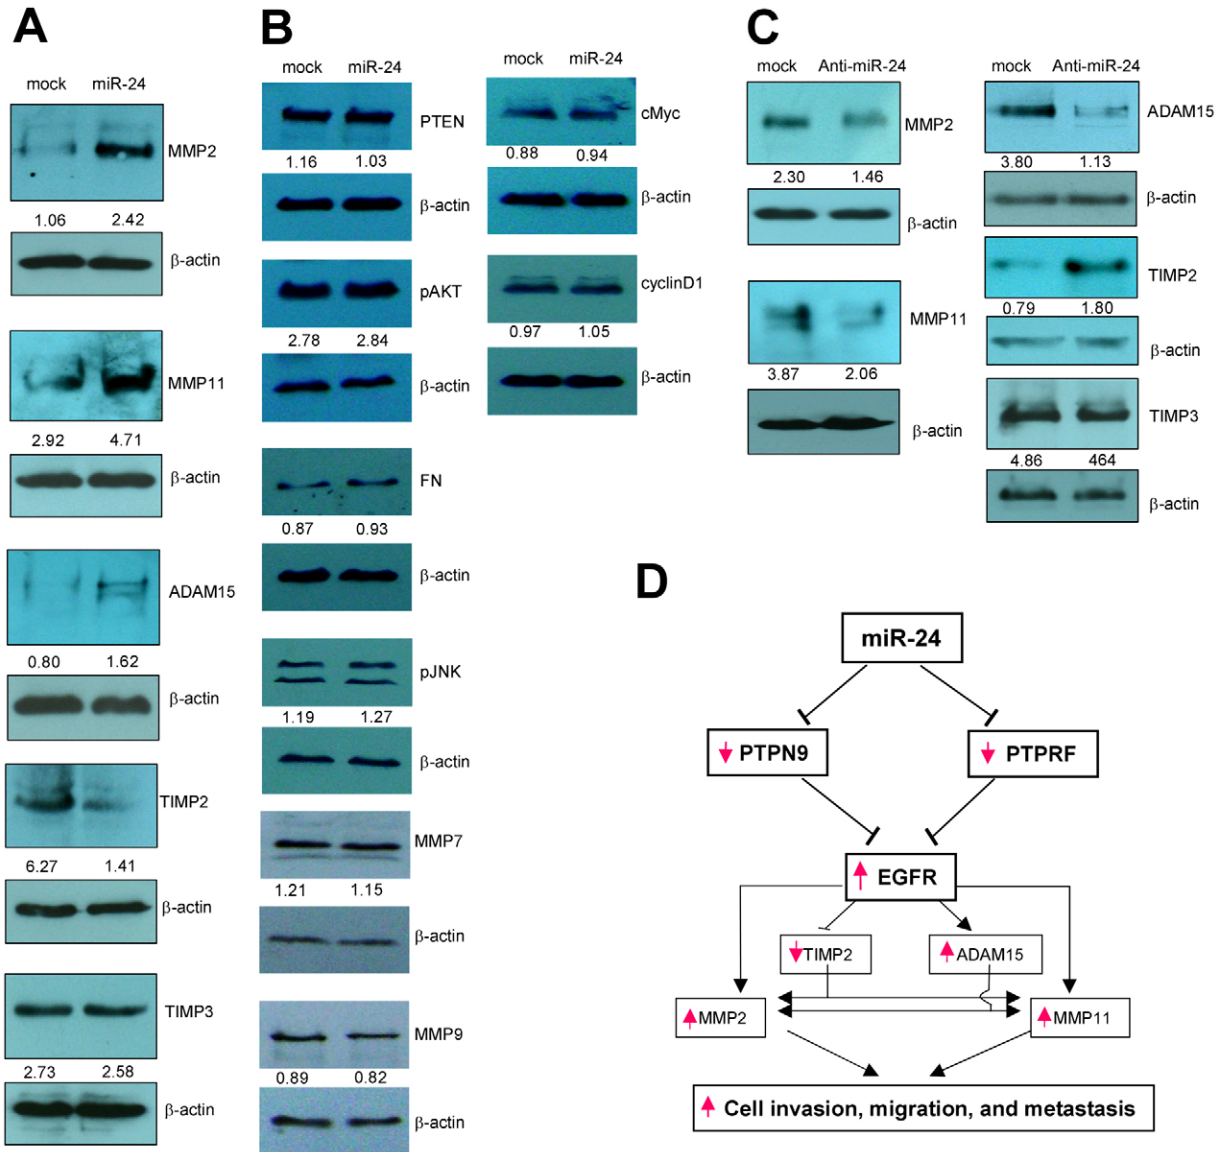 A
mock miR-24
MMP2
1.06 2.42
β-actin
MMP11
2.92 4.71
β-actin
ADAM15
0.80 1.62
β-actin
TIMP2
6.27 1.41
β-actin
TIMP3
2.73 2.58
β-actin
B
mock miR-24
PTEN
1.16 1.03
β-actin
pAKT
2.78 2.84
β-actin
FN
0.87 0.93
β-actin
pJNK
1.19 1.27
β-actin
MMP7
1.21 1.15
β-actin
MMP9
0.89 0.82
β-actin
mock miR-24
cMyc
0.88 0.94
β-actin
cyclinD1
0.97 1.05
β-actin
C
mock Anti-miR-24
MMP2
2.30 1.46
β-actin
MMP11
3.87 2.06
β-actin
mock Anti-miR-24
ADAM15
3.80 1.13
β-actin
TIMP2
0.79 1.80
β-actin
TIMP3
4.86 464
β-actin
D
miR-24
PTPN9 PTPRF
EGFR
TIMP2 ADAM15
MMP2 MMP11
Cell invasion, migration, and metastasis